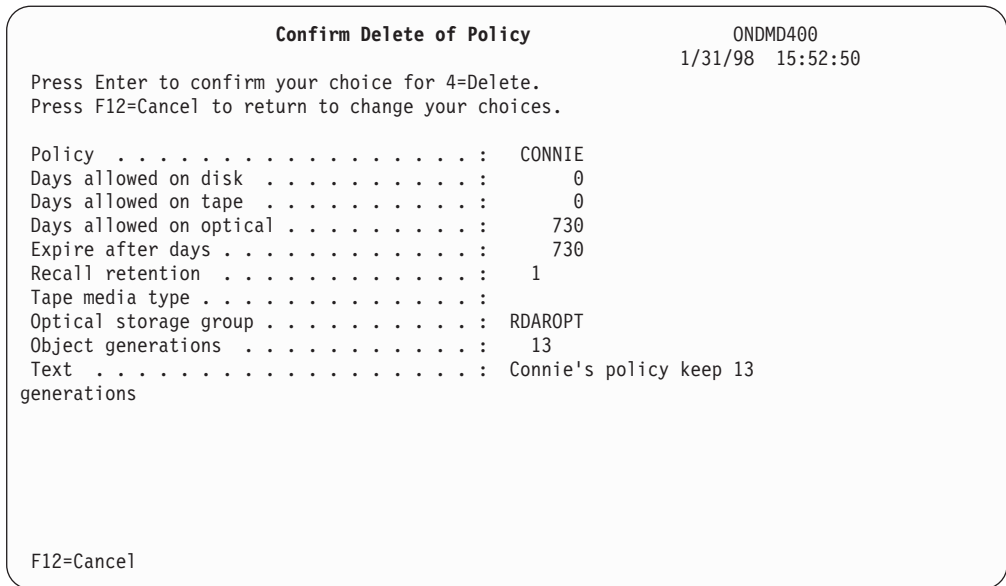 Confirm Delete of Policy ONDMD400
1/31/98 15:52:50
Press Enter to confirm your choice for 4=Delete.
Press F12=Cancel to return to change your choices.
Policy . . . . . . . . . . . . . . . . . : CONNIE
Days allowed on disk . . . . . . . . . . : 0
Days allowed on tape . . . . . . . . . . : 0
Days allowed on optical . . . . . . . . . : 730
Expire after days . . . . . . . . . . . . : 730
Recall retention . . . . . . . . . . . . : 1
Tape media type . . . . . . . . . . . . . :
Optical storage group . . . . . . . . . . : RDAROPT
Object generations . . . . . . . . . . . : 13
Text . . . . . . . . . . . . . . . . . . : Connie's policy keep 13
generations
F12=Cancel